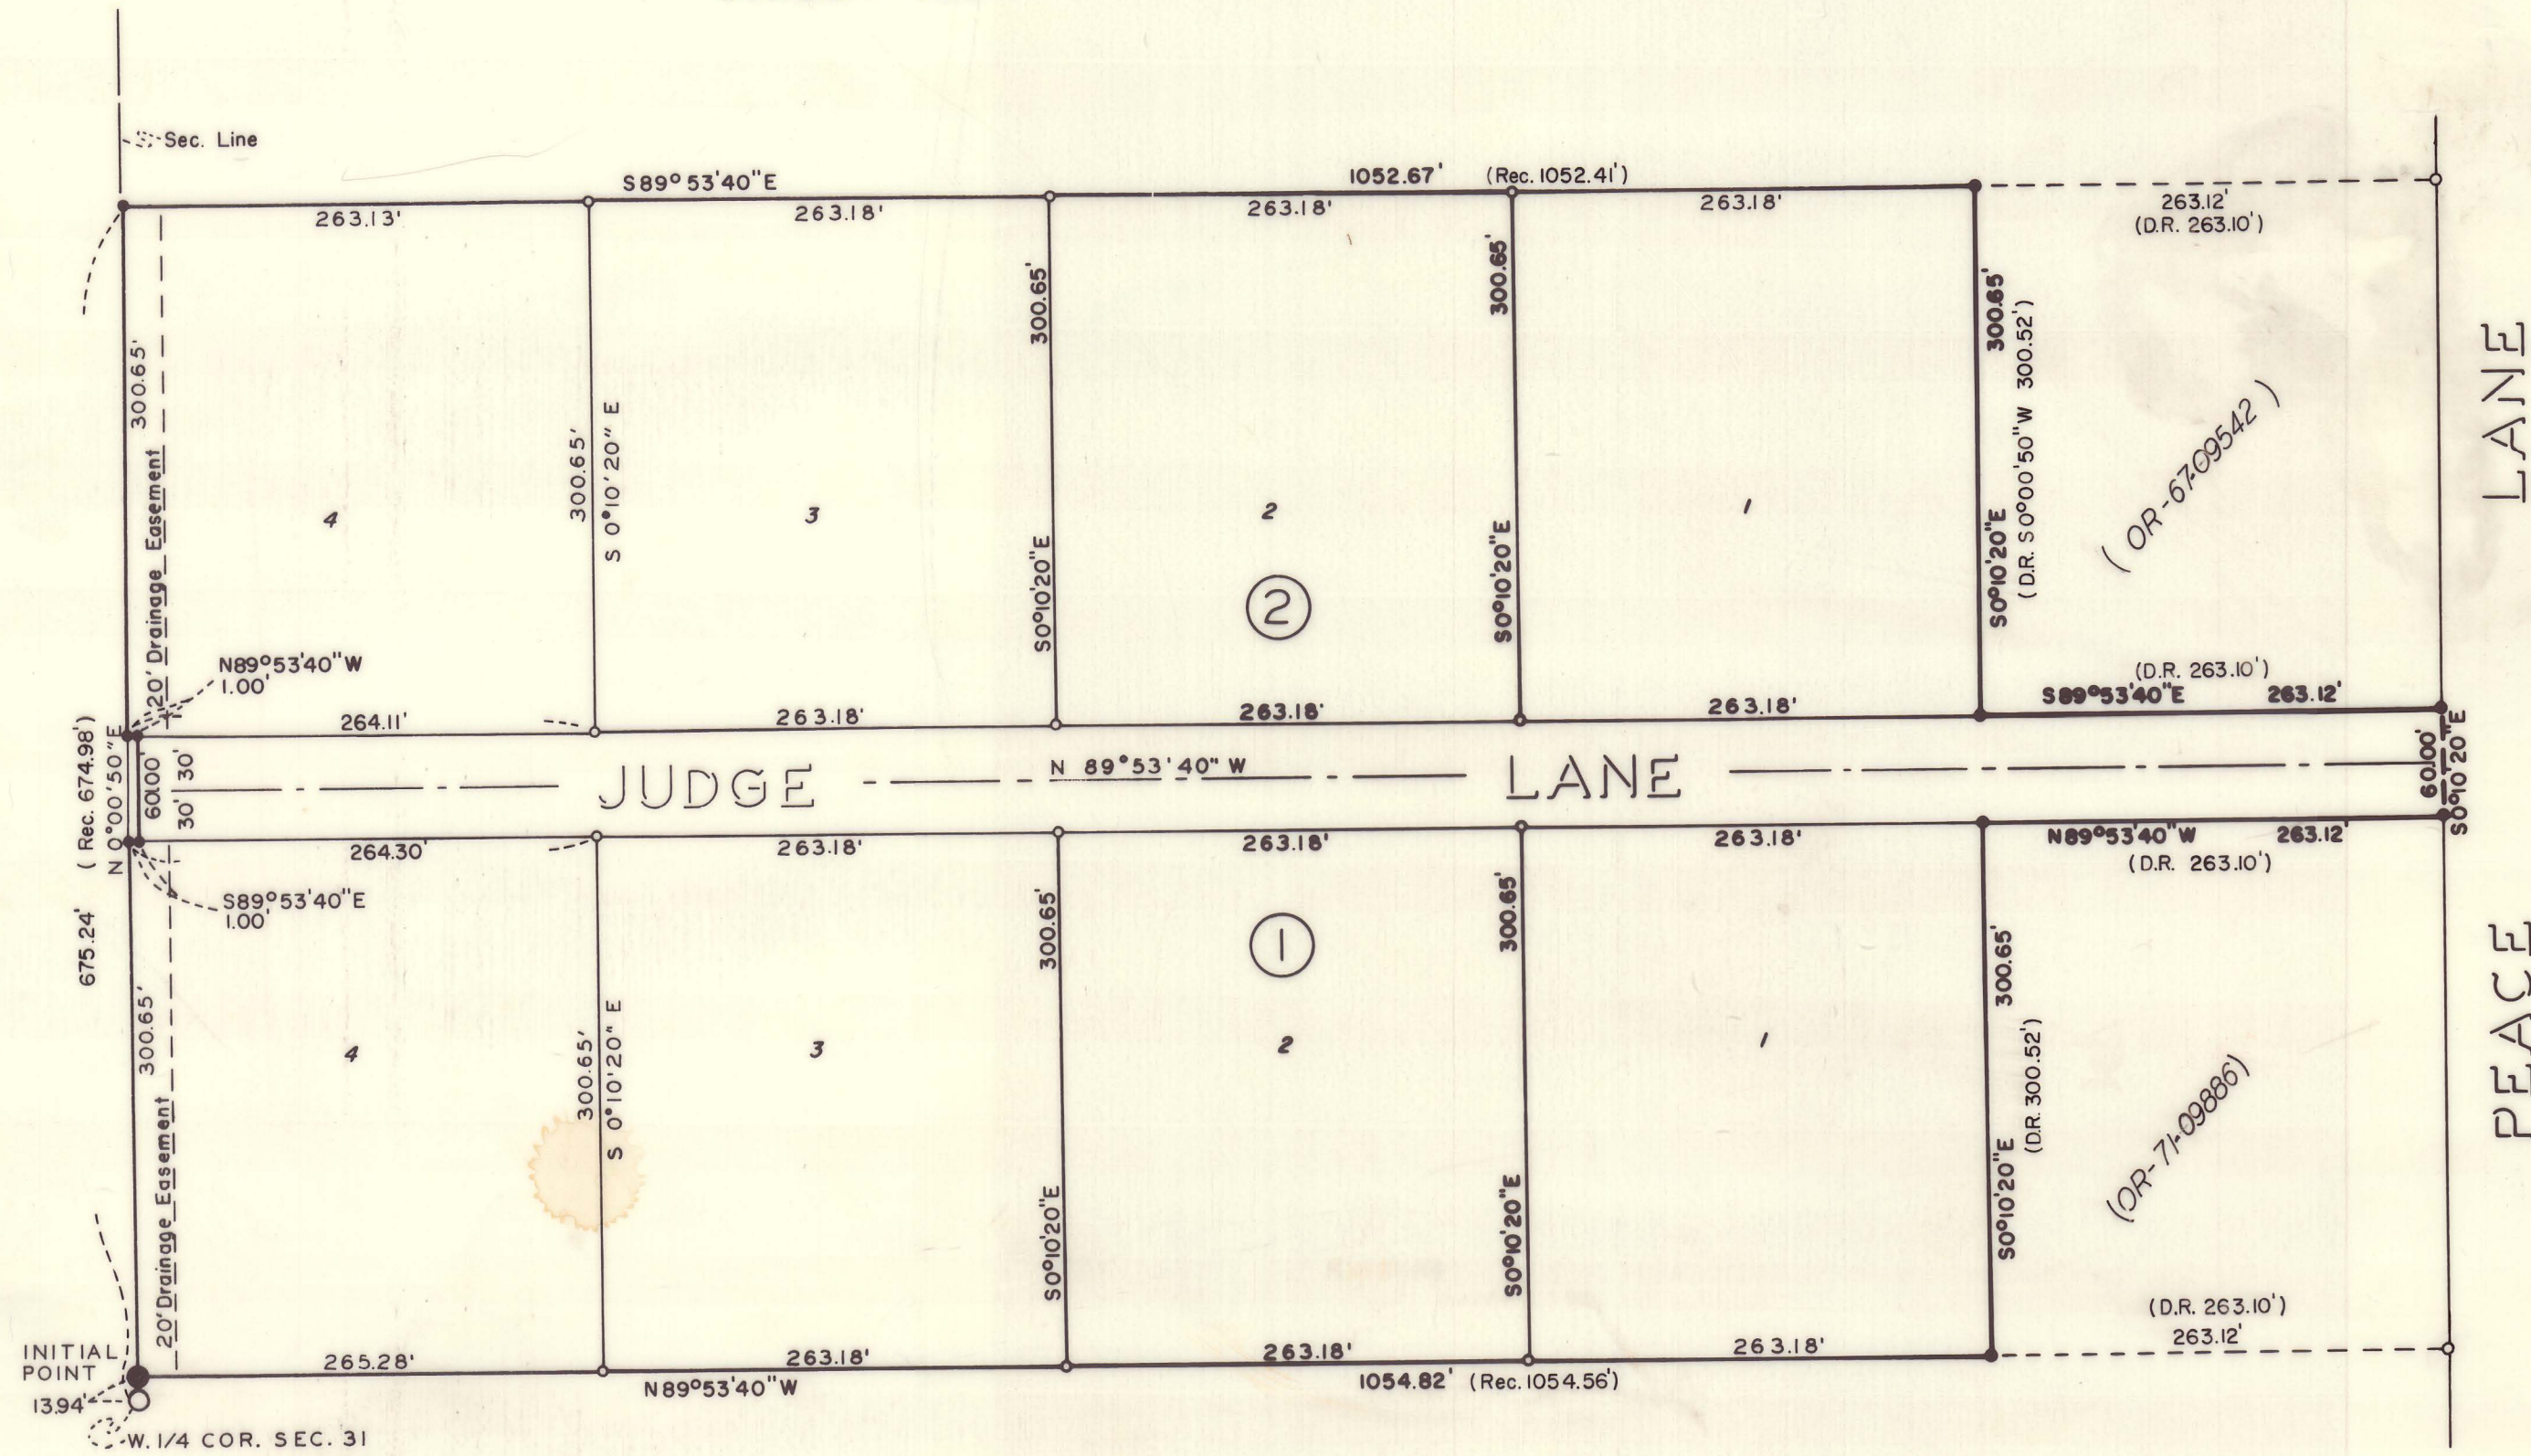 Sec. Line
S89°53'40"E
1052.67' (Rec. 1052.41')
263.13'
263.18'
263.18'
263.18'
263.12'
(D.R. 263.10')
300.65'
20' Drainage Easement
4
300.65'
S 0°10'20" E
3
300.65'
S0°10'20"E
2
2
300.65'
S0°10'20"E
1
300.65'
S0°10'20"E
(D.R. S0°00'50"W 300.52')
( OR-67-09542 )
LANE
N89°53'40"W
1.00'
264.11'
263.18'
263.18'
263.18'
(D.R. 263.10')
S89°53'40"E 263.12'
675.24' (Rec. 674.98')
N 0°00'50"E
60.00'
30'
30'
JUDGE N 89°53'40" W LANE
60.00'
S0°10'20"E
264.30'
263.18'
263.18'
263.18'
N89°53'40"W 263.12'
(D.R. 263.10')
S89°53'40"E
1.00'
300.65'
20' Drainage Easement
4
300.65'
S 0°10'20" E
3
300.65'
S0°10'20"E
1
2
300.65'
S0°10'20"E
1
300.65'
S0°10'20"E
(D.R. 300.52')
(OR-71-09886)
PEACE
(D.R. 263.10')
263.12'
INITIAL
POINT
265.28'
263.18'
263.18'
263.18'
N89°53'40"W
1054.82' (Rec. 1054.56')
13.94'
W. 1/4 COR. SEC. 31